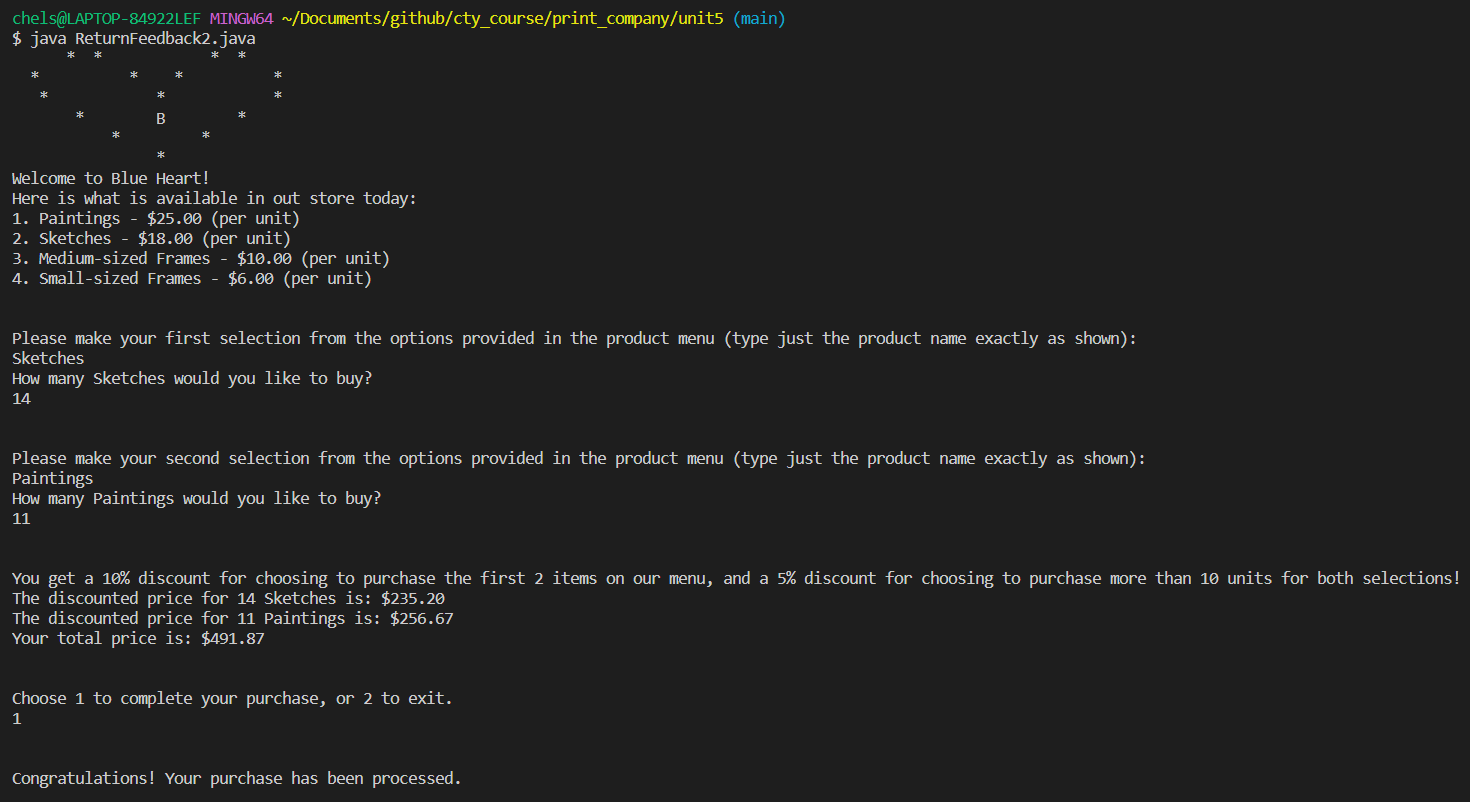 chels@LAPTOP-84922LEF MINGW64 ~/Documents/github/cty_course/print_company/unit5 (main)
$ java ReturnFeedback2.java
      *  *            *  *
  *          *    *          *
   *            *            *
       *        B        *
           *         *
                *
Welcome to Blue Heart!
Here is what is available in out store today:
1. Paintings - $25.00 (per unit)
2. Sketches - $18.00 (per unit)
3. Medium-sized Frames - $10.00 (per unit)
4. Small-sized Frames - $6.00 (per unit)
Please make your first selection from the options provided in the product menu (type just the product name exactly as shown):
Sketches
How many Sketches would you like to buy?
14
Please make your second selection from the options provided in the product menu (type just the product name exactly as shown):
Paintings
How many Paintings would you like to buy?
11
You get a 10% discount for choosing to purchase the first 2 items on our menu, and a 5% discount for choosing to purchase more than 10 units for both selections!
The discounted price for 14 Sketches is: $235.20
The discounted price for 11 Paintings is: $256.67
Your total price is: $491.87
Choose 1 to complete your purchase, or 2 to exit.
1
Congratulations! Your purchase has been processed.